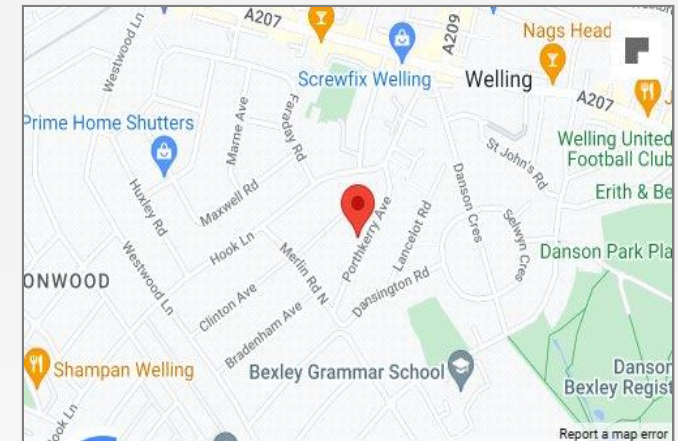 A207
Westwood Ln
A209
Nags Head
Screwfix Welling
Welling
A207
Prime Home Shutters
Marne Ave
Faraday Rd
Welling United
Football Club
St John's Rd
Erith & Be
Huxley Rd
Maxwell Rd
Danson Cres
Selwyn Cres
Porthkerry Ave
Lancelot Rd
Hook Ln
Westwood Ln
Merlin Rd N
Danson Park Pla
ONWOOD
Dansington Rd
Clinton Ave
Bradenham Ave
Shampan Welling
Bexley Grammar School
Danson
Bexley Regist
ook Ln
Report a map error